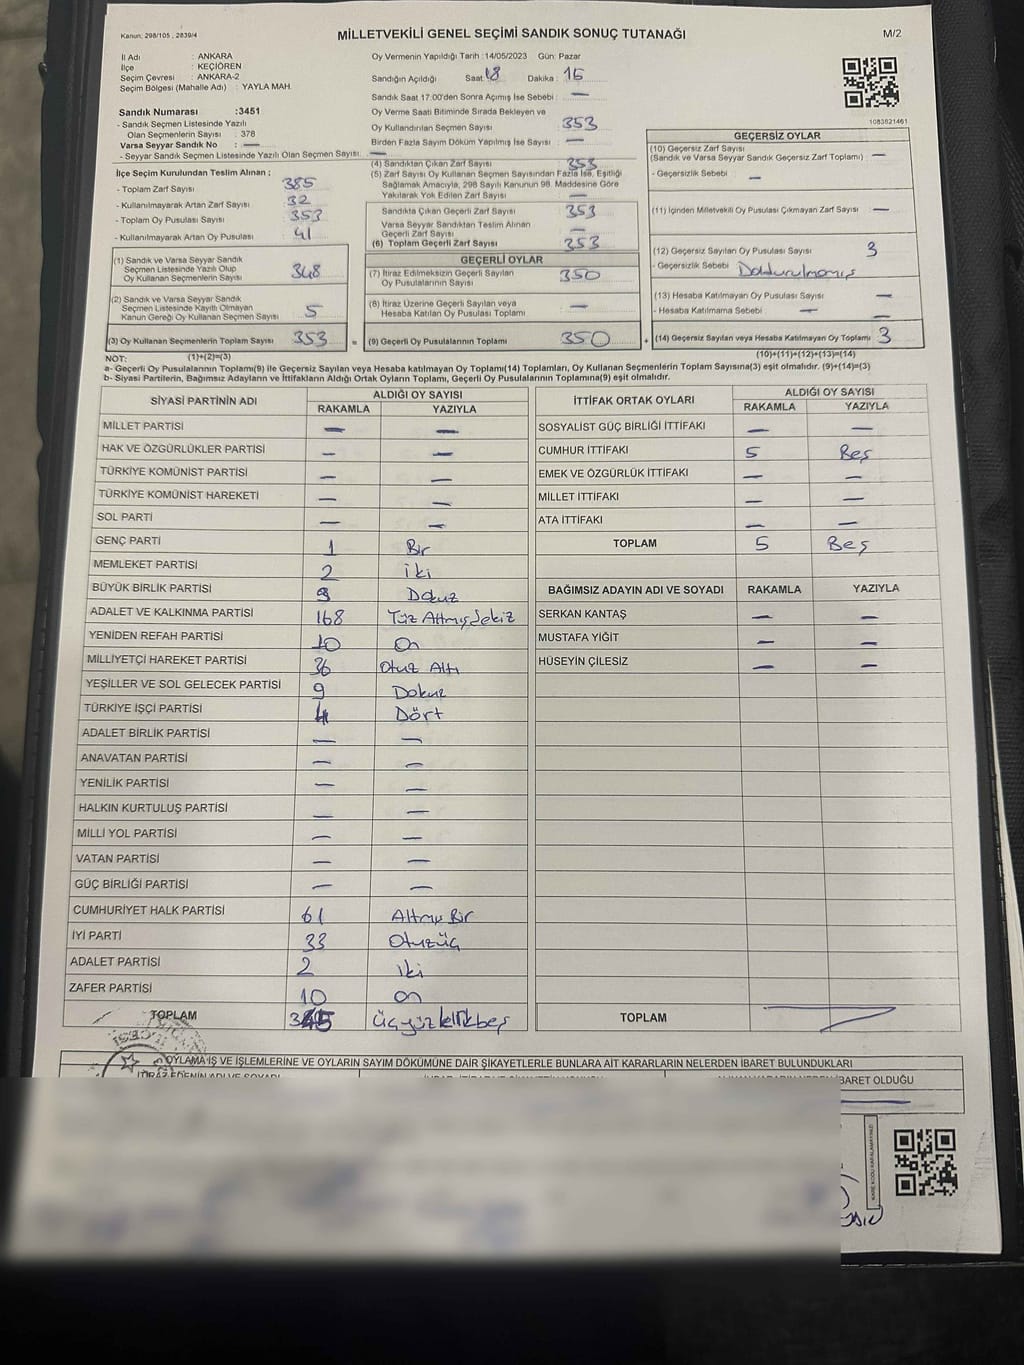 Kanun: 298/105 , 2839/4
MİLLETVEKİLİ GENEL SEÇİMİ SANDIK SONUÇ TUTANAĞI
M/2
İl Adı : ANKARA
İlçe : KEÇİÖREN
Seçim Çevresi : ANKARA-2
Seçim Bölgesi (Mahalle Adı) : YAYLA MAH.
Oy Vermenin Yapıldığı Tarih :14/05/2023 Gün: Pazar
Sandığın Açıldığı Saat: 18 Dakika : 15
Sandık Saat 17:00'den Sonra Açımış İse Sebebi : —
Oy Verme Saati Bitiminde Sırada Bekleyen ve
Oy Kullandırılan Seçmen Sayısı : 353
Birden Fazla Sayım Döküm Yapılmış İse Sayısı : —
1083821461
Sandık Numarası :3451
- Sandık Seçmen Listesinde Yazılı
Olan Seçmenlerin Sayısı : 378
Varsa Seyyar Sandık No : —
- Seyyar Sandık Seçmen Listesinde Yazılı Olan Seçmen Sayısı: —
İlçe Seçim Kurulundan Teslim Alınan ;
- Toplam Zarf Sayısı : 385
- Kullanılmayarak Artan Zarf Sayısı : 32
- Toplam Oy Pusulası Sayısı : 353
- Kullanılmayarak Artan Oy Pusulası : 41
(4) Sandıktan Çıkan Zarf Sayısı 353
(5) Zarf Sayısı Oy Kullanan Seçmen Sayısından Fazla İse, Eşitliği
Sağlamak Amacıyla, 298 Sayılı Kanunun 98. Maddesine Göre
Yakılarak Yok Edilen Zarf Sayısı : —
Sandıkta Çıkan Geçerli Zarf Sayısı 353
Varsa Seyyar Sandıktan Teslim Alınan
Geçerli Zarf Sayısı —
(6) Toplam Geçerli Zarf Sayısı 353
GEÇERSİZ OYLAR
(10) Geçersiz Zarf Sayısı
(Sandık ve Varsa Seyyar Sandık Geçersiz Zarf Toplamı) —
- Geçersizlik Sebebi —
(11) İçinden Milletvekili Oy Pusulası Çıkmayan Zarf Sayısı —
(12) Geçersiz Sayılan Oy Pusulası Sayısı 3
- Geçersizlik Sebebi Doldurulmamış
(13) Hesaba Katılmayan Oy Pusulası Sayısı —
- Hesaba Katılmama Sebebi — —
(14) Geçersiz Sayılan veya Hesaba Katılmayan Oy Toplamı 3
(10)+(11)+(12)+(13)=(14)
(1) Sandık ve Varsa Seyyar Sandık
Seçmen Listesinde Yazılı Olup
Oy Kullanan Seçmenlerin Sayısı 348
(2) Sandık ve Varsa Seyyar Sandık
Seçmen Listesinde Kayıtlı Olmayan
Kanun Gereği Oy Kullanan Seçmen Sayısı 5
(3) Oy Kullanan Seçmenlerin Toplam Sayısı 353
GEÇERLİ OYLAR
(7) İtiraz Edilmeksizin Geçerli Sayılan
Oy Pusulalarının Sayısı 350
(8) İtiraz Üzerine Geçerli Sayılan veya
Hesaba Katılan Oy Pusulası Toplamı —
= (9) Geçerli Oy Pusulalarının Toplamı 350 +
NOT: (1)+(2)=(3)
a- Geçerli Oy Pusulalarının Toplamı(9) ile Geçersiz Sayılan veya Hesaba katılmayan Oy Toplamı(14) Toplamları, Oy Kullanan Seçmenlerin Toplam Sayısına(3) eşit olmalıdır. (9)+(14)=(3)
b- Siyasi Partilerin, Bağımsız Adayların ve İttifakların Aldığı Ortak Oyların Toplamı, Geçerli Oy Pusulalarının Toplamına(9) eşit olmalıdır.
SİYASİ PARTİNİN ADI ALDIĞI OY SAYISI
RAKAMLA YAZIYLA
MİLLET PARTİSİ — —
HAK VE ÖZGÜRLÜKLER PARTİSİ — —
TÜRKİYE KOMÜNİST PARTİSİ — —
TÜRKİYE KOMÜNİST HAREKETİ — —
SOL PARTİ — —
GENÇ PARTİ 1 Bir
MEMLEKET PARTİSİ 2 iki
BÜYÜK BİRLİK PARTİSİ 9 Dokuz
ADALET VE KALKINMA PARTİSİ 168 Yüz Altmış Sekiz
YENİDEN REFAH PARTİSİ 10 On
MİLLİYETÇİ HAREKET PARTİSİ 36 Otuz Altı
YEŞİLLER VE SOL GELECEK PARTİSİ 9 Dokuz
TÜRKİYE İŞÇİ PARTİSİ 4 Dört
ADALET BİRLİK PARTİSİ — —
ANAVATAN PARTİSİ — —
YENİLİK PARTİSİ — —
HALKIN KURTULUŞ PARTİSİ — —
MİLLİ YOL PARTİSİ — —
VATAN PARTİSİ — —
GÜÇ BİRLİĞİ PARTİSİ — —
CUMHURİYET HALK PARTİSİ 61 Altmış Bir
İYİ PARTİ 33 Otuzüç
ADALET PARTİSİ 2 iki
ZAFER PARTİSİ 10 on
TOPLAM 345
İTTİFAK ORTAK OYLARI ALDIĞI OY SAYISI
RAKAMLA YAZIYLA
SOSYALİST GÜÇ BİRLİĞİ İTTİFAKI — —
CUMHUR İTTİFAKI 5 Beş
EMEK VE ÖZGÜRLÜK İTTİFAKI — —
MİLLET İTTİFAKI — —
ATA İTTİFAKI — —
TOPLAM 5 Beş
BAĞIMSIZ ADAYIN ADI VE SOYADI RAKAMLA YAZIYLA
SERKAN KANTAŞ — —
MUSTAFA YİĞİT — —
HÜSEYİN ÇİLESİZ — —
TOPLAM
OYLAMA İŞ VE İŞLEMLERİNE VE OYLARIN SAYIM DÖKÜMÜNE DAİR ŞİKAYETLERLE BUNLARA AİT KARARLARIN NELERDEN İBARET BULUNDUKLARI
İBARET OLDUĞU